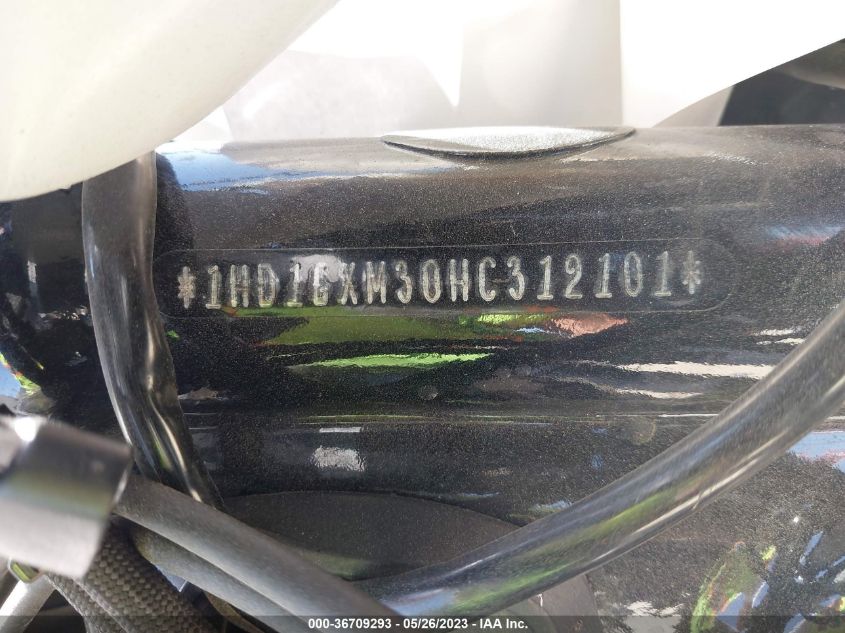 *1HD1GXM30HC312101*
000-36709293 - 05/26/2023 - IAA Inc.